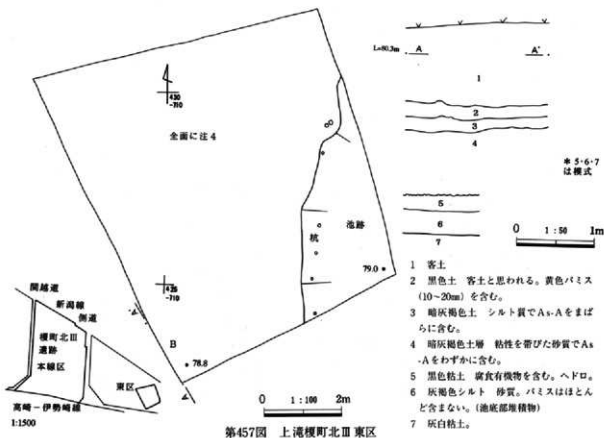 430
-710
全面に注4
杭
池跡
79.0
425
-710
A
B
78.8
A'
0 1:100 2m
関越道
新潟線
側道
榎町北Ⅲ
遺跡
本線区
東区
高崎－伊勢崎線
1:1500
L=80.3m A A'
1
2
3
4
*5・6・7
は模式
5
6
7
0 1:50 1m
1 客土
2 黒色土 客土と思われる。黄色パミス
(10〜20㎜)を含む。
3 暗灰褐色土 シルト質でAs-Aをまば
らに含む。
4 暗灰褐色土層 粘性を帯びた砂質でAs
-Aをわずかに含む。
5 黒色粘土 腐食有機物を含む。ヘドロ。
6 灰褐色シルト 砂質。パミスはほとん
ど含まない。(池底部堆積物)
7 灰白粘土。
第457図 上滝榎町北Ⅲ東区